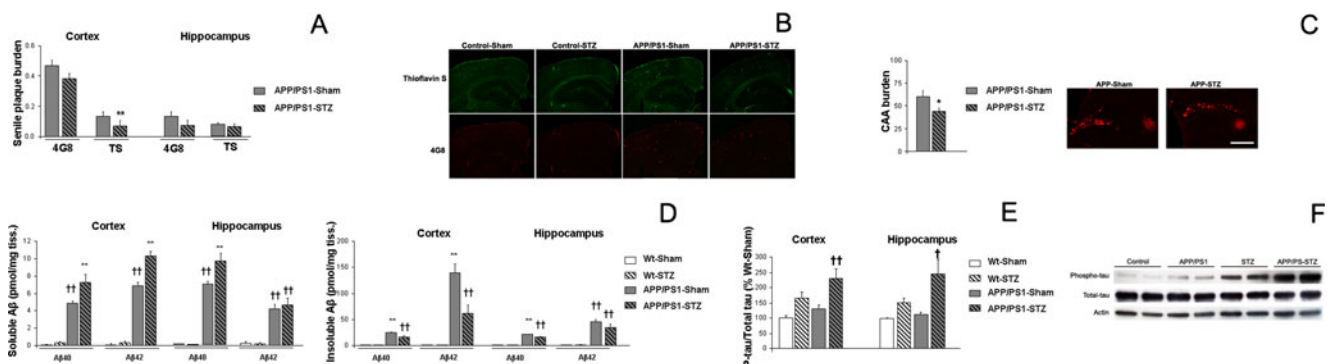 A
Cortex Hippocampus
Senile plaque burden
0.6
0.4
0.2
0.0
4G8 TS 4G8 TS
APP/PS1-Sham
APP/PS1-STZ
**
B
Control-Sham Control-STZ APP/PS1-Sham APP/PS1-STZ
Thioflavin S
4G8
C
CAA burden
100
75
50
25
0
*
APP/PS1-Sham
APP/PS1-STZ
APP-Sham APP-STZ
D
Cortex Hippocampus
Soluble Aβ (pmol/mg tiss.)
12
9
6
3
0
†† ** †† ** †† ** †† ††
Aβ40 Aβ42 Aβ40 Aβ42
Cortex Hippocampus
Insoluble Aβ (pmol/mg tiss.)
200
150
100
50
0
** †† ** †† ** †† †† ††
Aβ40 Aβ42 Aβ40 Aβ42
Wt-Sham
Wt-STZ
APP/PS1-Sham
APP/PS1-STZ
E
Cortex Hippocampus
P-tau/Total tau (% Wt-Sham)
300
250
200
150
100
50
0
†† †
Wt-Sham
Wt-STZ
APP/PS1-Sham
APP/PS1-STZ
F
Control APP/PS1 STZ APP/PS-STZ
Phospho-tau
Total-tau
Actin